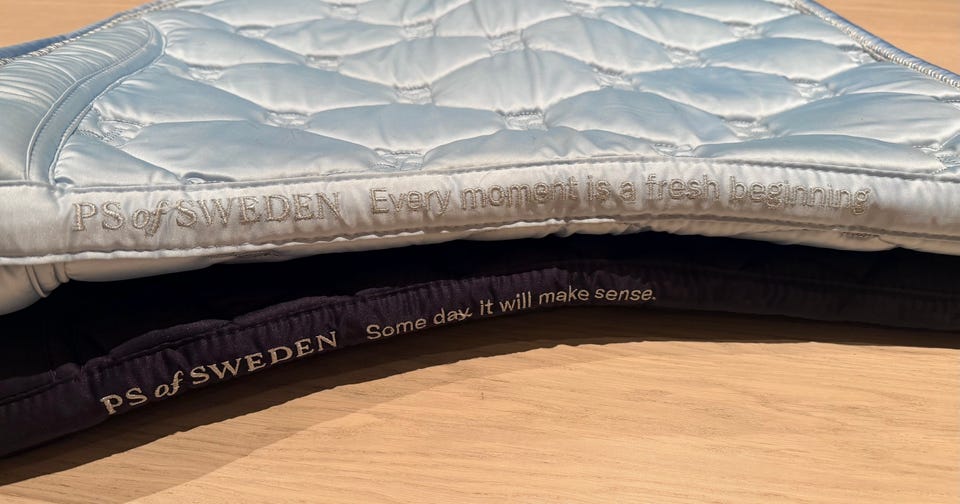 PS of SWEDEN Every moment is a fresh beginning
PS of SWEDEN Some day it will make sense.